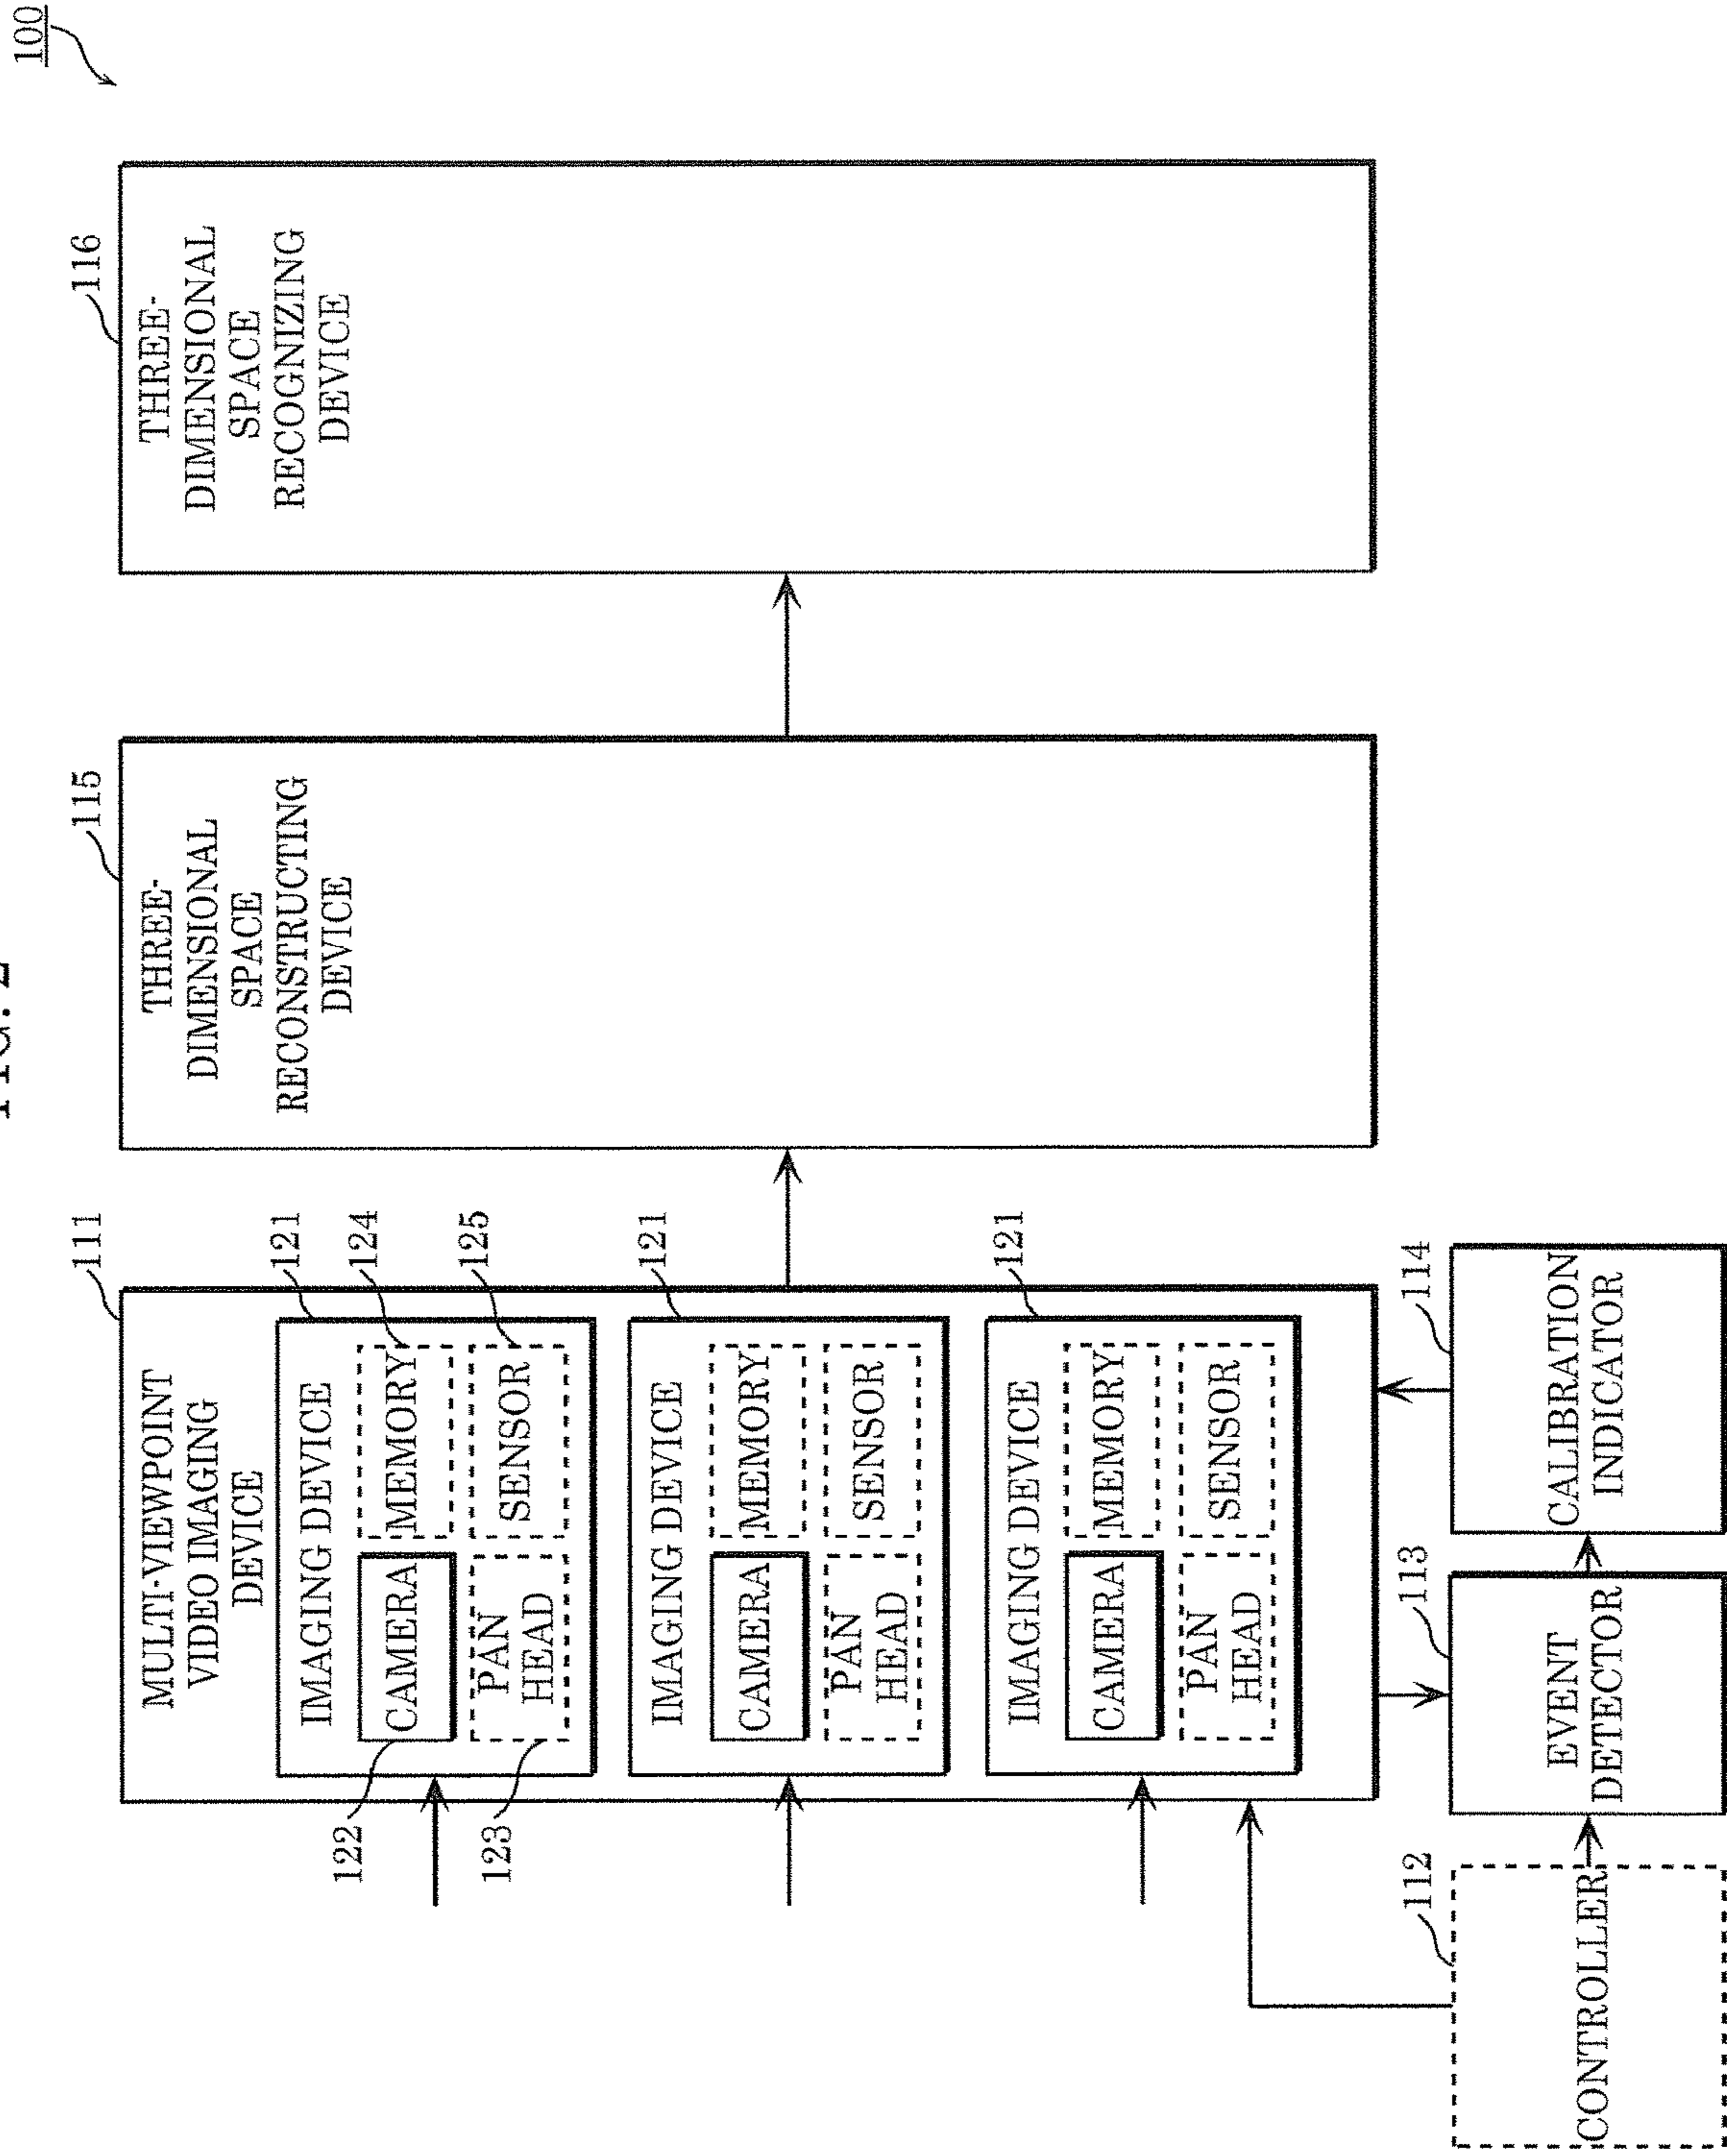 FIG. 2
100
111
MULTI-VIEWPOINT
VIDEO IMAGING
DEVICE
121
IMAGING DEVICE
122
CAMERA
124
MEMORY
123
PAN
HEAD
125
SENSOR
121
IMAGING DEVICE
CAMERA
MEMORY
PAN
HEAD
SENSOR
121
IMAGING DEVICE
CAMERA
MEMORY
PAN
HEAD
SENSOR
115
THREE-
DIMENSIONAL
SPACE
RECONSTRUCTING
DEVICE
116
THREE-
DIMENSIONAL
SPACE
RECOGNIZING
DEVICE
112
CONTROLLER
113
EVENT
DETECTOR
114
CALIBRATION
INDICATOR